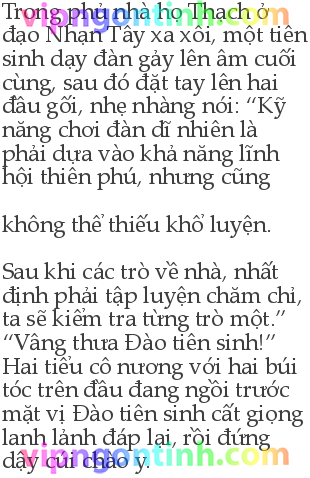 Trong phủ nhà họ Thạch ở
đạo Nhạn Tây xa xôi, một tiên
sinh dạy đàn gảy lên âm cuối
cùng, sau đó đặt tay lên hai
đầu gối, nhẹ nhàng nói: “Kỹ
năng chơi đàn dĩ nhiên là
phải dựa vào khả năng lĩnh
hội thiên phú, nhưng cũng
không thể thiếu khổ luyện.
Sau khi các trò về nhà, nhất
định phải tập luyện chăm chỉ,
ta sẽ kiểm tra từng trò một.”
“Vâng thưa Đào tiên sinh!”
Hai tiểu cô nương với hai búi
tóc trên đầu đang ngồi trước
mặt vị Đào tiên sinh cất giọng
lanh lảnh đáp lại, rồi đứng
dậy cúi chào y.
vipngontinh.com
vipngontinh.com